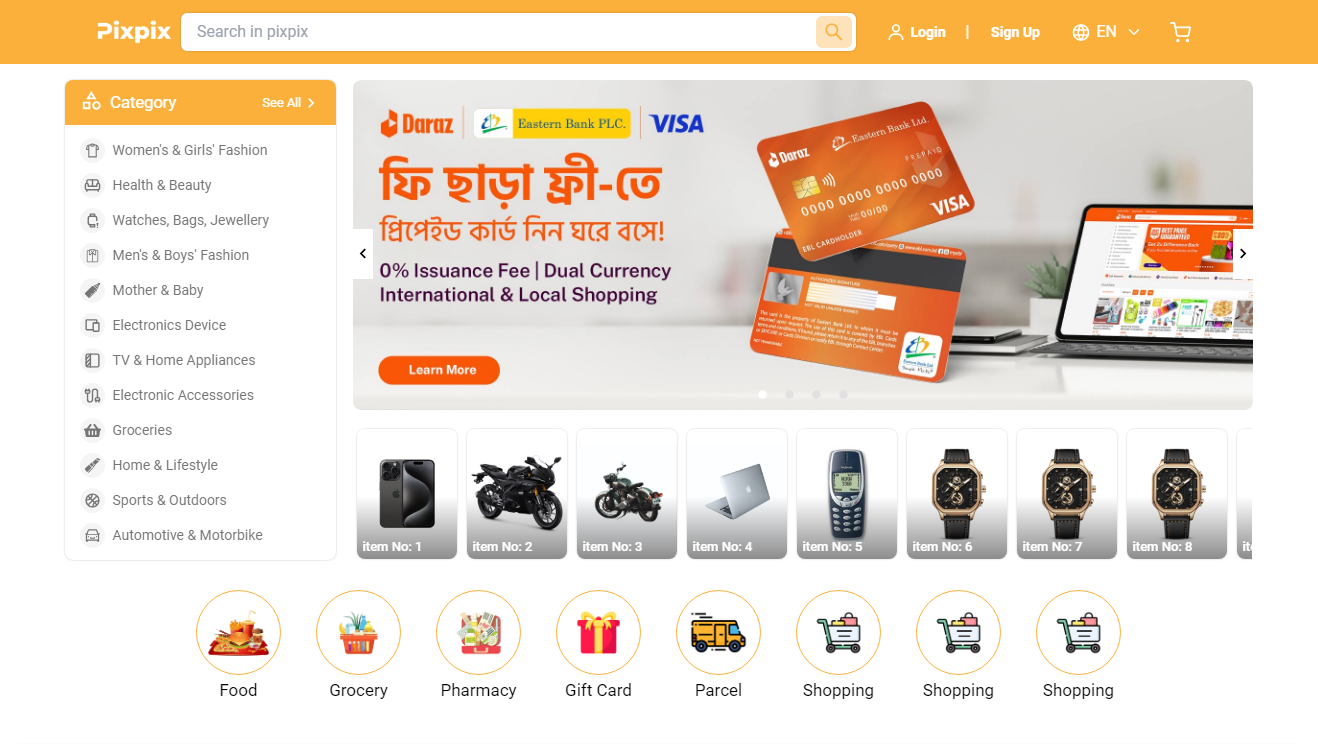 Pixpix
Search in pixpix
Login | Sign Up
EN
Category
See All
Women's & Girls' Fashion
Health & Beauty
Watches, Bags, Jewellery
Men's & Boys' Fashion
Mother & Baby
Electronics Device
TV & Home Appliances
Electronic Accessories
Groceries
Home & Lifestyle
Sports & Outdoors
Automotive & Motorbike
Daraz | Eastern Bank PLC. | VISA
ফি ছাড়া ফ্রী-তে
প্রিপেইড কার্ড নিন ঘরে বসে!
0% Issuance Fee | Dual Currency
International & Local Shopping
Learn More
Daraz
Eastern Bank Ltd.
PREPAID
0000 0000 0000 0000
00/00
EBL CARDHOLDER
VISA
AUTHORIZED SIGNATURE
Eastern Bank Ltd
item No: 1
item No: 2
item No: 3
item No: 4
item No: 5
item No: 6
item No: 7
item No: 8
Food
Grocery
Pharmacy
Gift Card
Parcel
Shopping
Shopping
Shopping